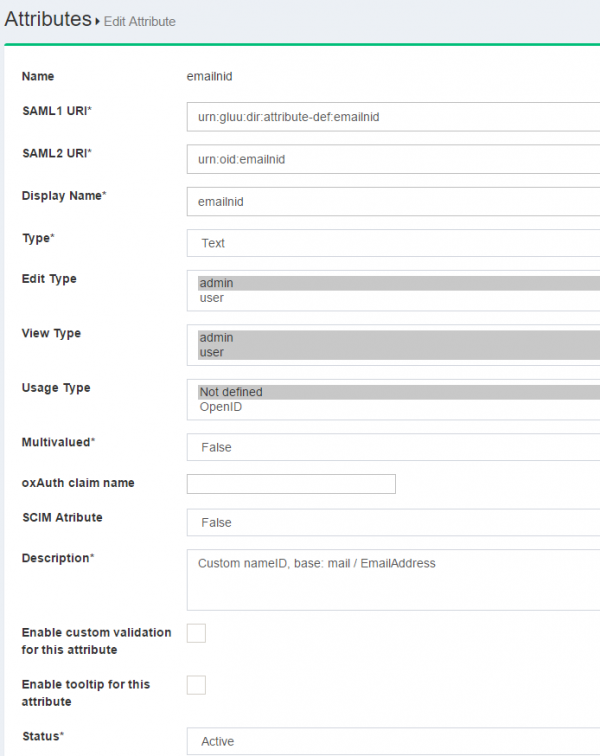 Attributes ▸ Edit Attribute
Name emailnid
SAML1 URI* urn:gluu:dir:attribute-def:emailnid
SAML2 URI* urn:oid:emailnid
Display Name* emailnid
Type* Text
Edit Type admin
user
View Type admin
user
Usage Type Not defined
OpenID
Multivalued* False
oxAuth claim name
SCIM Atribute False
Description* Custom nameID, base: mail / EmailAddress
Enable custom validation
for this attribute
Enable tooltip for this
attribute
Status* Active